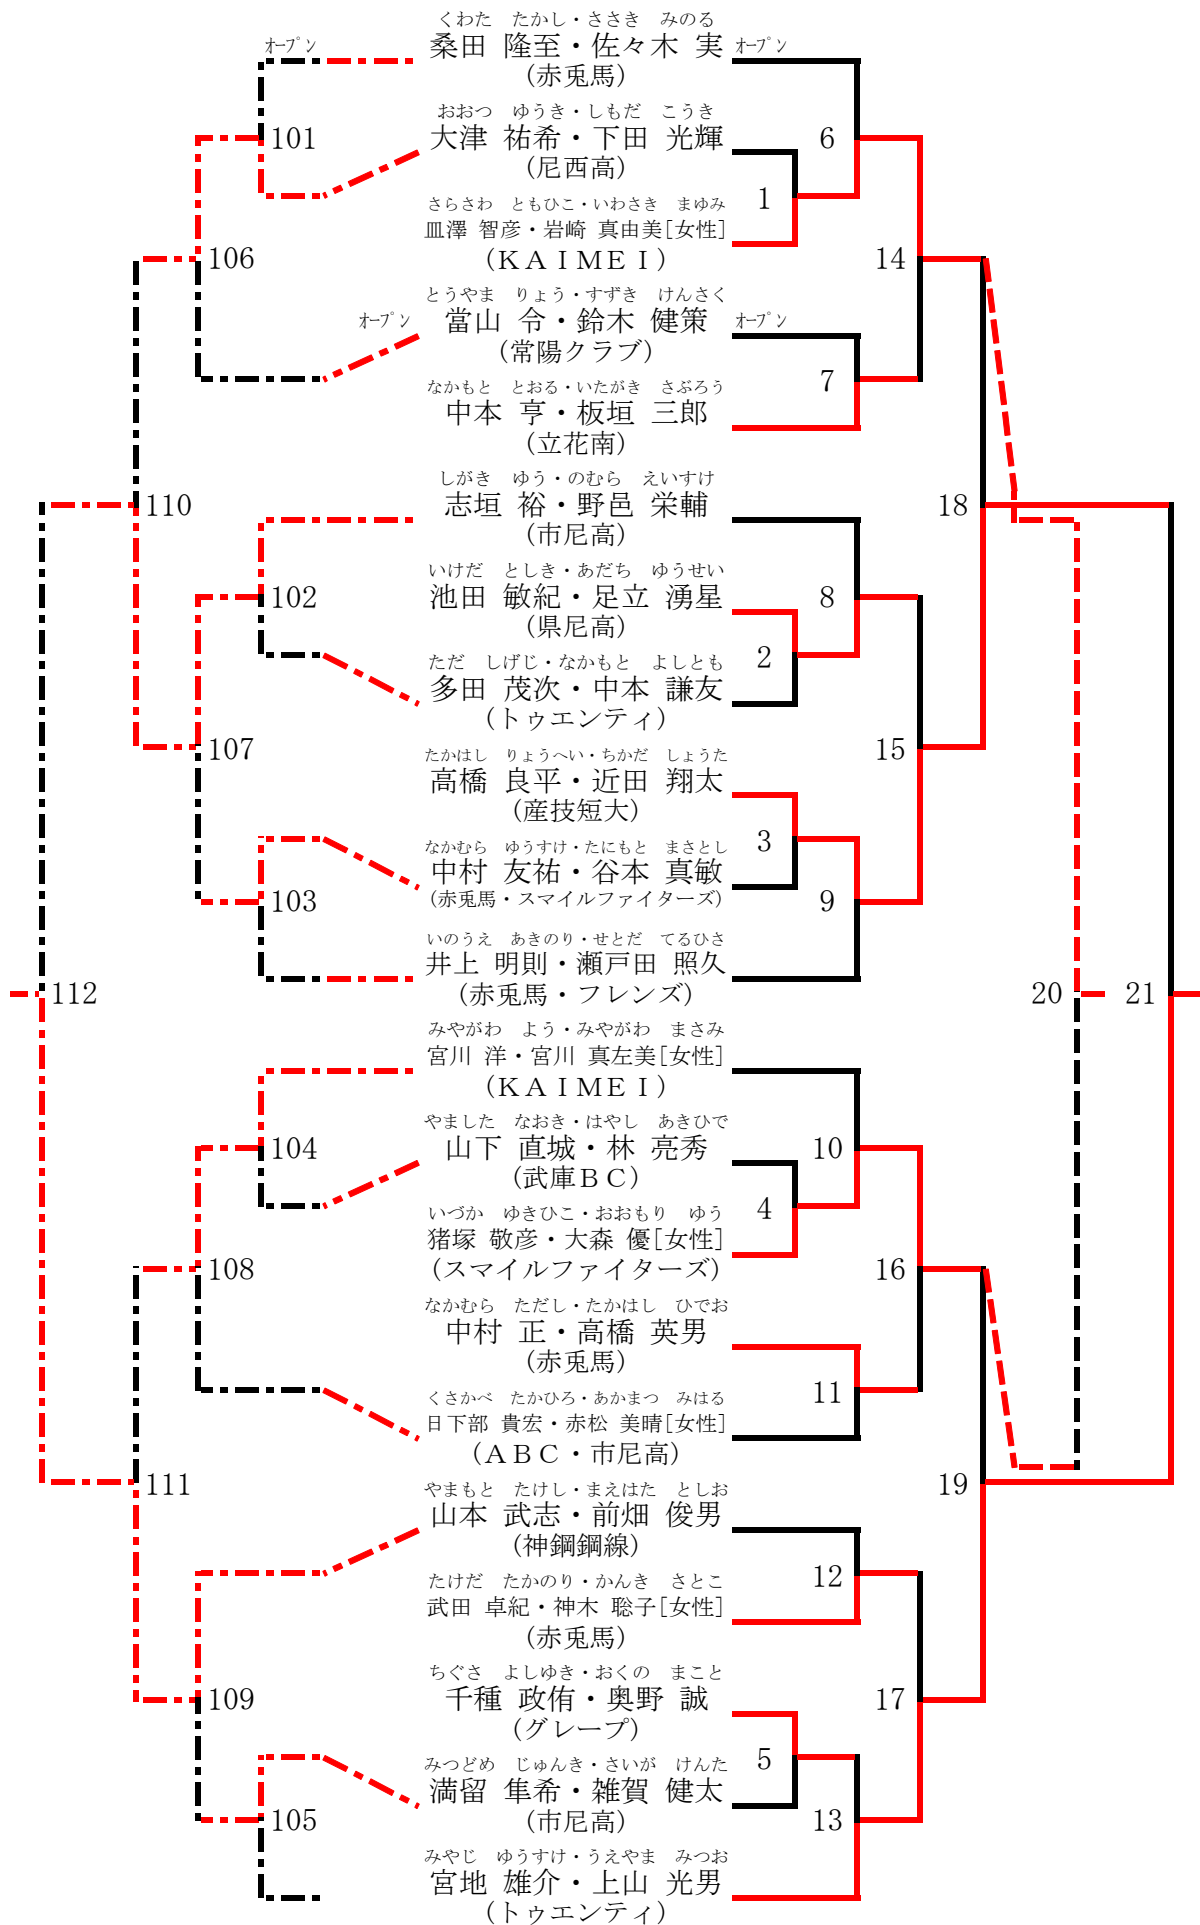 くわた　たかし・ささき　みのる
オープン 桑田 隆至・佐々木 実 オープン
(赤兎馬)
おおつ　ゆうき・しもだ　こうき
101 大津 祐希・下田 光輝 6
(尼西高)
1
さらさわ　ともひこ・いわさき　まゆみ
皿澤 智彦・岩崎 真由美[女性]
106 (ＫＡＩＭＥＩ) 14
とうやま　りょう・すずき　けんさく
オープン 當山 令・鈴木 健策 オープン
(常陽クラブ)
7
なかもと　とおる・いたがき　さぶろう
中本 亨・板垣 三郎
(立花南)
しがき　ゆう・のむら　えいすけ
110 志垣 裕・野邑 栄輔 18
(市尼高)
いけだ　としき・あだち　ゆうせい
102 池田 敏紀・足立 湧星 8
(県尼高)
2
ただ　しげじ・なかもと　よしとも
多田 茂次・中本 謙友
(トゥエンティ)
107 15
たかはし　りょうへい・ちかだ　しょうた
高橋 良平・近田 翔太
(産技短大)
3
なかむら　ゆうすけ・たにもと　まさとし
中村 友祐・谷本 真敏
(赤兎馬・スマイルファイターズ)
103 9
いのうえ　あきのり・せとだ　てるひさ
井上 明則・瀬戸田 照久
112 (赤兎馬・フレンズ) 20 21
みやがわ　よう・みやがわ　まさみ
宮川 洋・宮川 真左美[女性]
(ＫＡＩＭＥＩ)
やました　なおき・はやし　あきひで
104 山下 直城・林 亮秀 10
(武庫ＢＣ)
4
いづか　ゆきひこ・おおもり　ゆう
猪塚 敬彦・大森 優[女性]
108 (スマイルファイターズ) 16
なかむら　ただし・たかはし　ひでお
中村 正・高橋 英男
(赤兎馬)
11
くさかべ　たかひろ・あかまつ　みはる
日下部 貴宏・赤松 美晴[女性]
(ＡＢＣ・市尼高)
111 19
やまもと　たけし・まえはた　としお
山本 武志・前畑 俊男
(神鋼鋼線)
12
たけだ　たかのり・かんき　さとこ
武田 卓紀・神木 聡子[女性]
(赤兎馬)
ちぐさ　よしゆき・おくの　まこと
109 千種 政侑・奥野 誠 17
(グレープ)
5
みつどめ　じゅんき・さいが　けんた
満留 隼希・雑賀 健太
105 (市尼高) 13
みやじ　ゆうすけ・うえやま　みつお
宮地 雄介・上山 光男
(トゥエンティ)